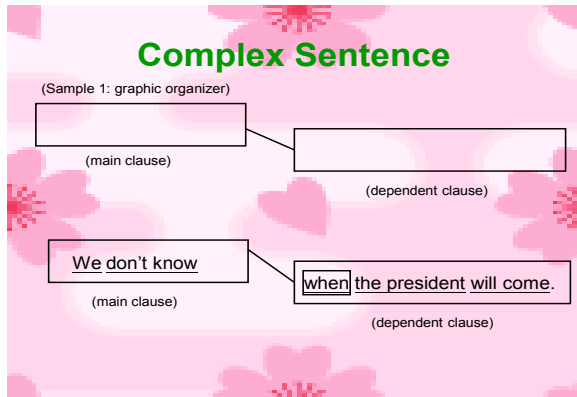 Complex Sentence
(Sample 1: graphic organizer)
(main clause)
(dependent clause)
We don’t know
when the president will come.
(main clause)
(dependent clause)